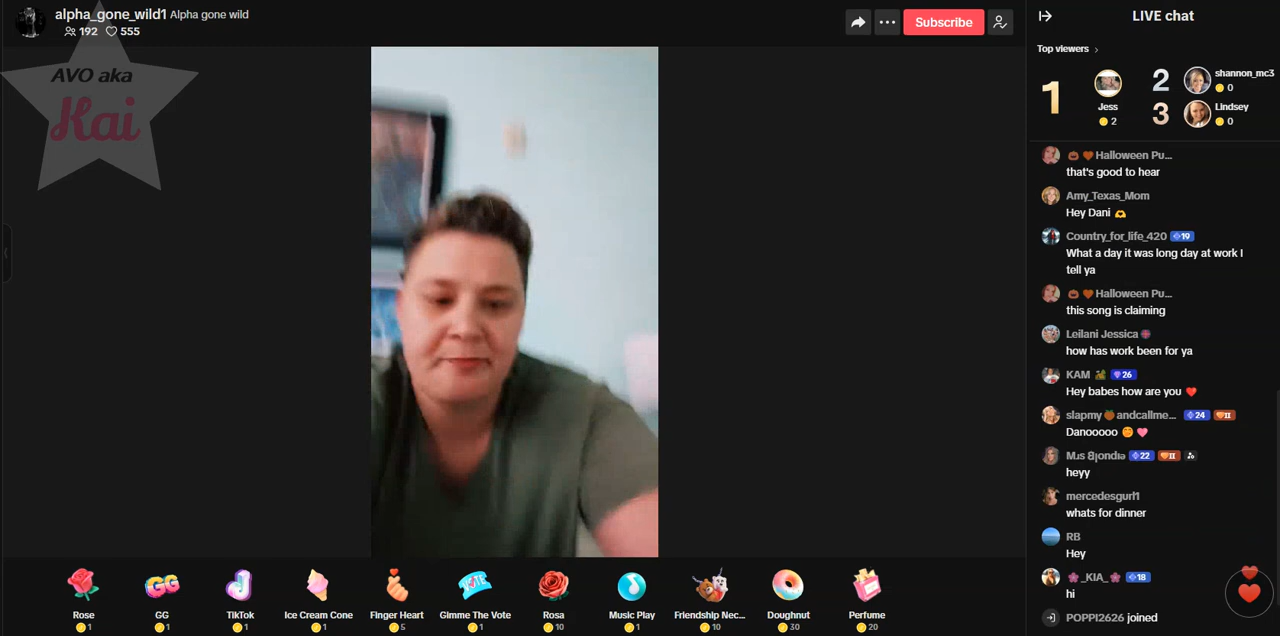 alpha_gone_wild1 Alpha gone wild
192 555
Subscribe
AVO aka
Kai
LIVE chat
Top viewers
1
Jess
2
2
shannon_mc3
0
3
Lindsey
0
Halloween Pu...
that's good to hear
Amy_Texas_Mom
Hey Dani
Country_for_life_420 19
What a day it was long day at work I
tell ya
Halloween Pu...
this song is claiming
Leilani Jessica
how has work been for ya
KAM 26
Hey babes how are you
slapmy andcallme... 24 II
Danooooo
22 II
heyy
mercedesgurl1
whats for dinner
RB
Hey
_KIA_ 18
hi
POPPI2626 joined
GG
VOTE
Rose
GG
TikTok
Ice Cream Cone
Finger Heart
Gimme The Vote
Rosa
Music Play
Friendship Nec...
Doughnut
Perfume
1
1
1
1
5
1
10
1
10
30
20